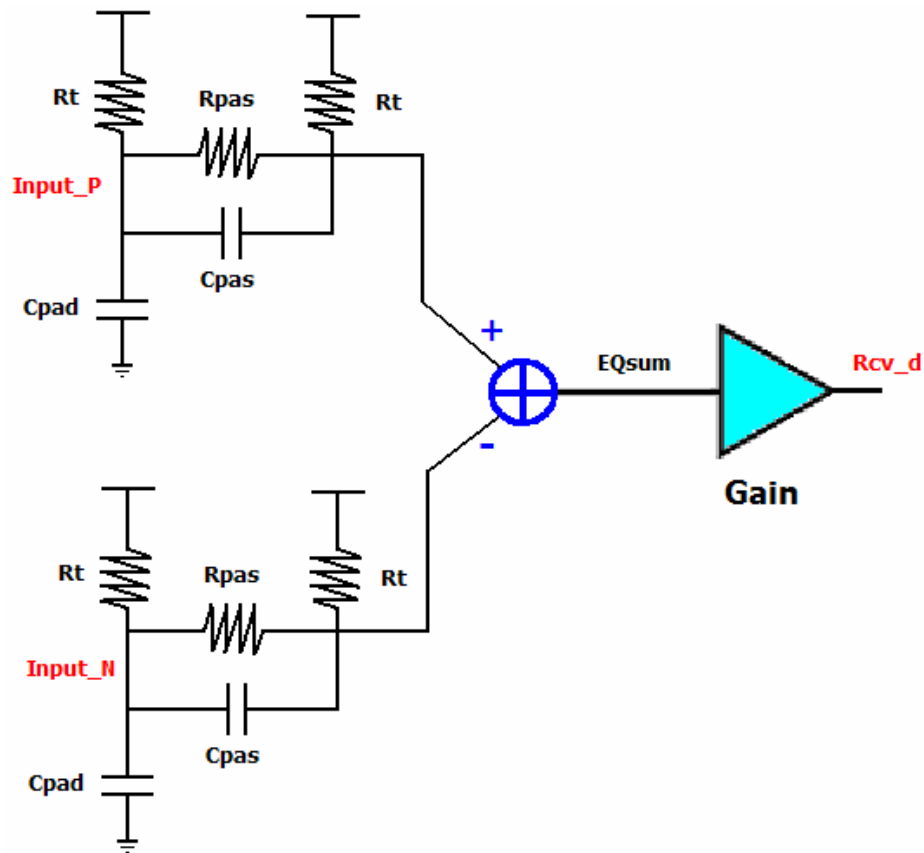 Rt
Rpas
Rt
Input_P
Cpas
Cpad
+
EQsum
Rcv_d
-
Gain
Rt
Rpas
Rt
Input_N
Cpas
Cpad